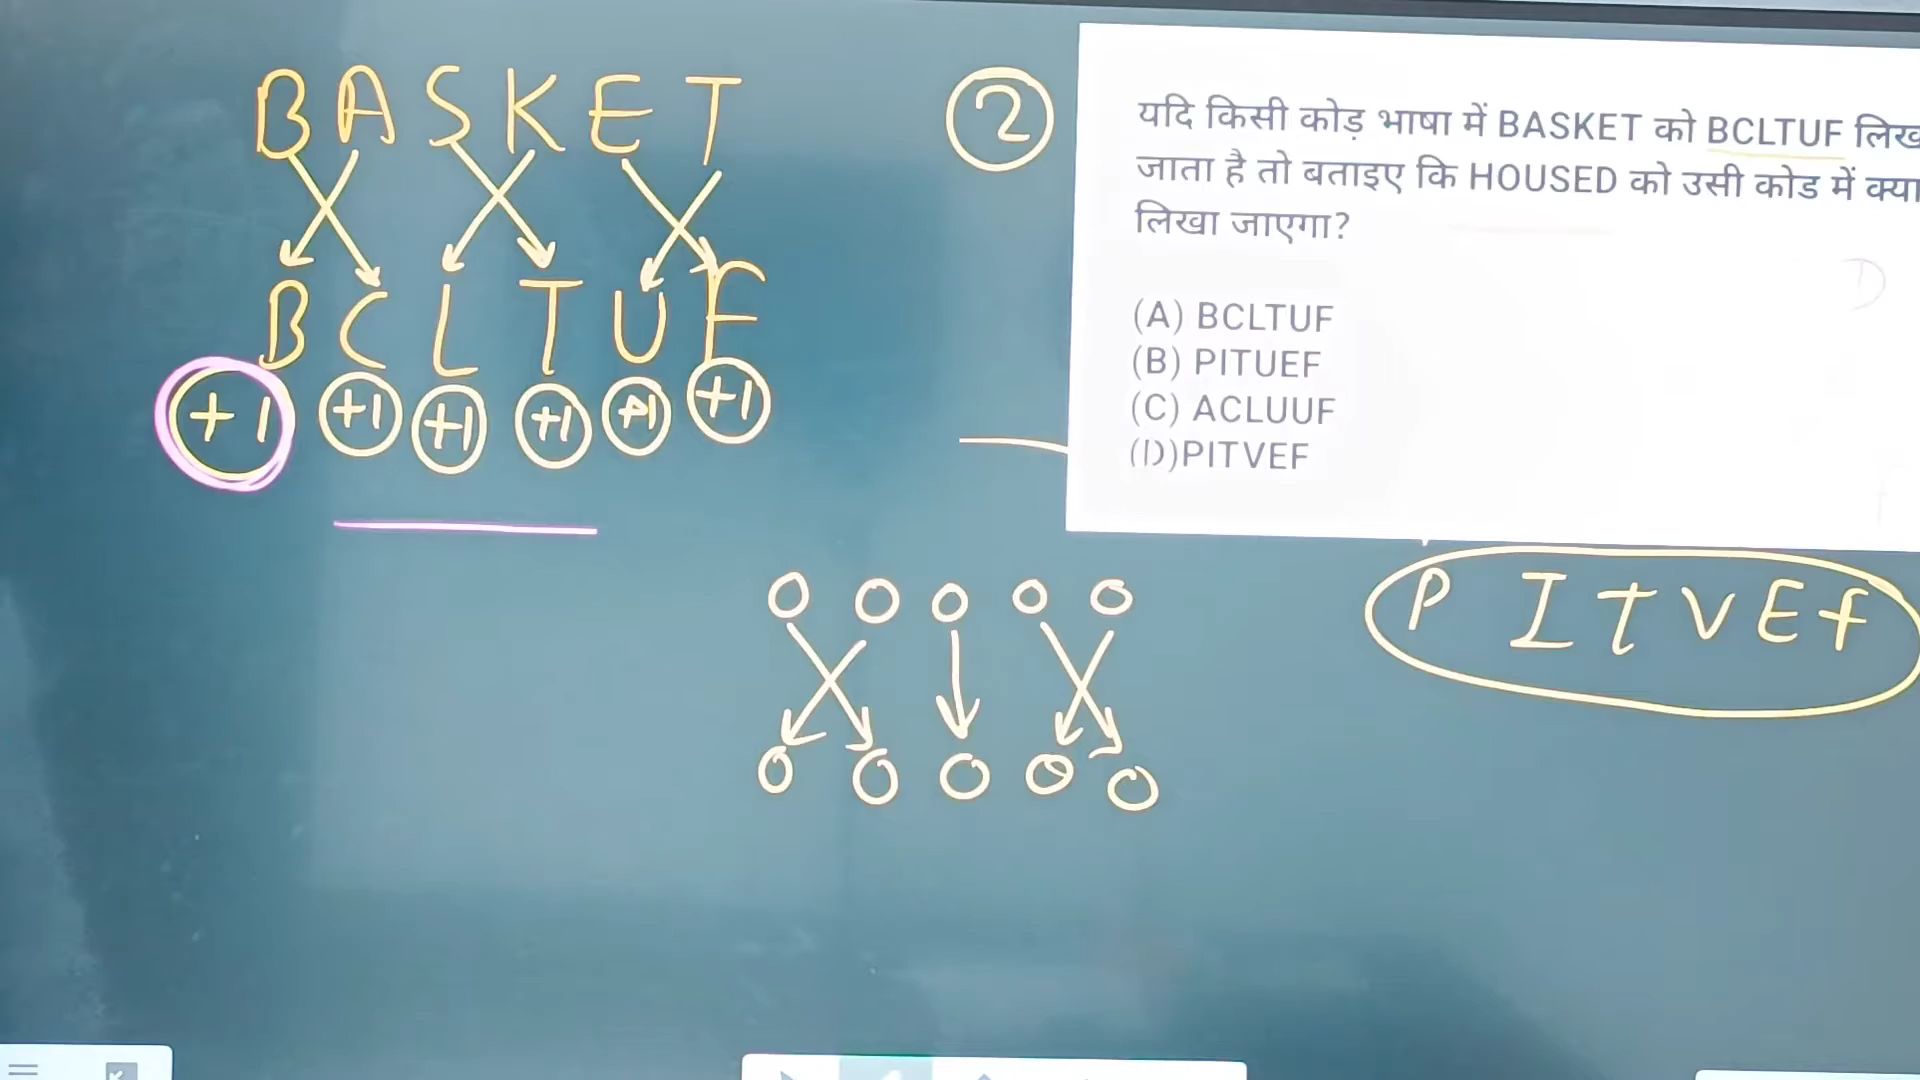 BASKET
BCLTUF
+1 +1 +1 +1 +1 +1
2
यदि किसी कोड़ भाषा में BASKET को BCLTUF लिख
जाता है तो बताइए कि HOUSED को उसी कोड में क्या
लिखा जाएगा?
(A) BCLTUF
(B) PITUEF
(C) ACLUUF
(D)PITVEF
O O O O O
O O O O O
P I t V E f